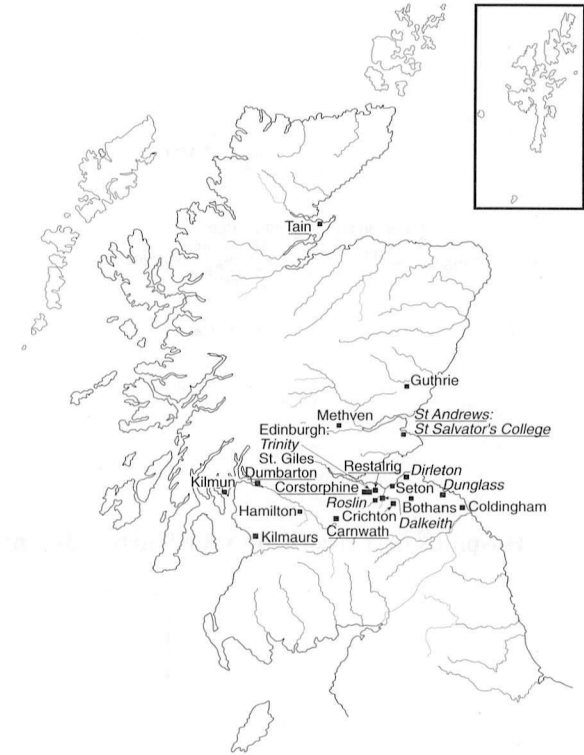 Tain
Guthrie
Methven
St Andrews:
St Salvator's College
Edinburgh:
Trinity
St. Giles
Restalrig
Dirleton
Dumbarton
Kilmun
Corstorphine
Seton
Dunglass
Roslin
Bothans
Coldingham
Hamilton
Crichton
Dalkeith
Carnwath
Kilmaurs